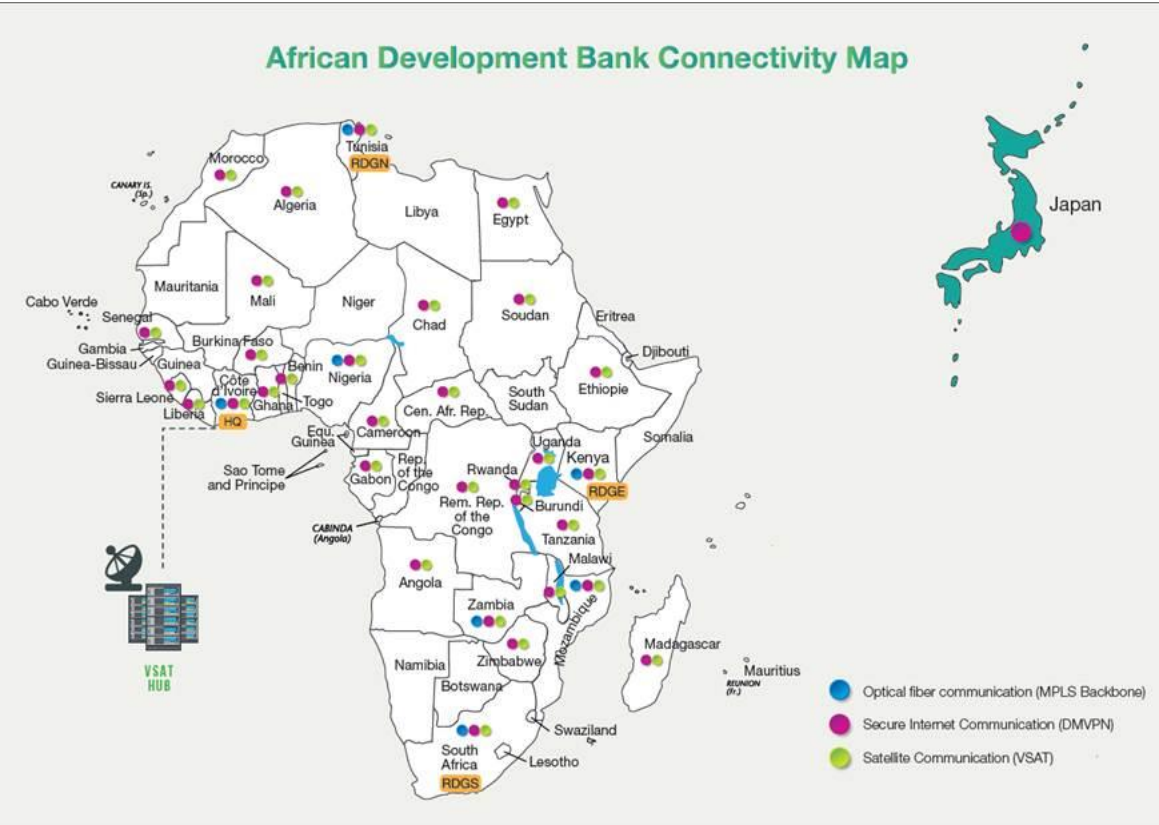 African Development Bank Connectivity Map
Japan
Tunisia
RDGN
Morocco
CANARY IS.
(Sp.)
Algeria
Libya
Egypt
Mauritania
Mali
Niger
Chad
Soudan
Eritrea
Djibouti
Cabo Verde
Senegal
Gambia
Guinea-Bissau
Guinea
Burkina Faso
Benin
Nigeria
Côte
d'Ivoire
Ghana
Togo
Sierra Leone
Liberia
HQ
Ethiopie
South
Sudan
Cen. Afr. Rep.
Cameroon
Equ.
Guinea
Somalia
Uganda
Kenya
RDGE
Sao Tome
and Principe
Gabon
Rep.
of the
Congo
Rwanda
Rem. Rep.
of the
Congo
Burundi
CABINDA
(Angola)
Tanzania
Malawi
Angola
Zambia
Mozambique
Zimbabwe
Madagascar
Mauritius
REUNION
(Fr.)
Namibia
Botswana
Swaziland
South
Africa
RDGS
Lesotho
VSAT
HUB
Optical fiber communication (MPLS Backbone)
Secure Internet Communication (DMVPN)
Satellite Communication (VSAT)